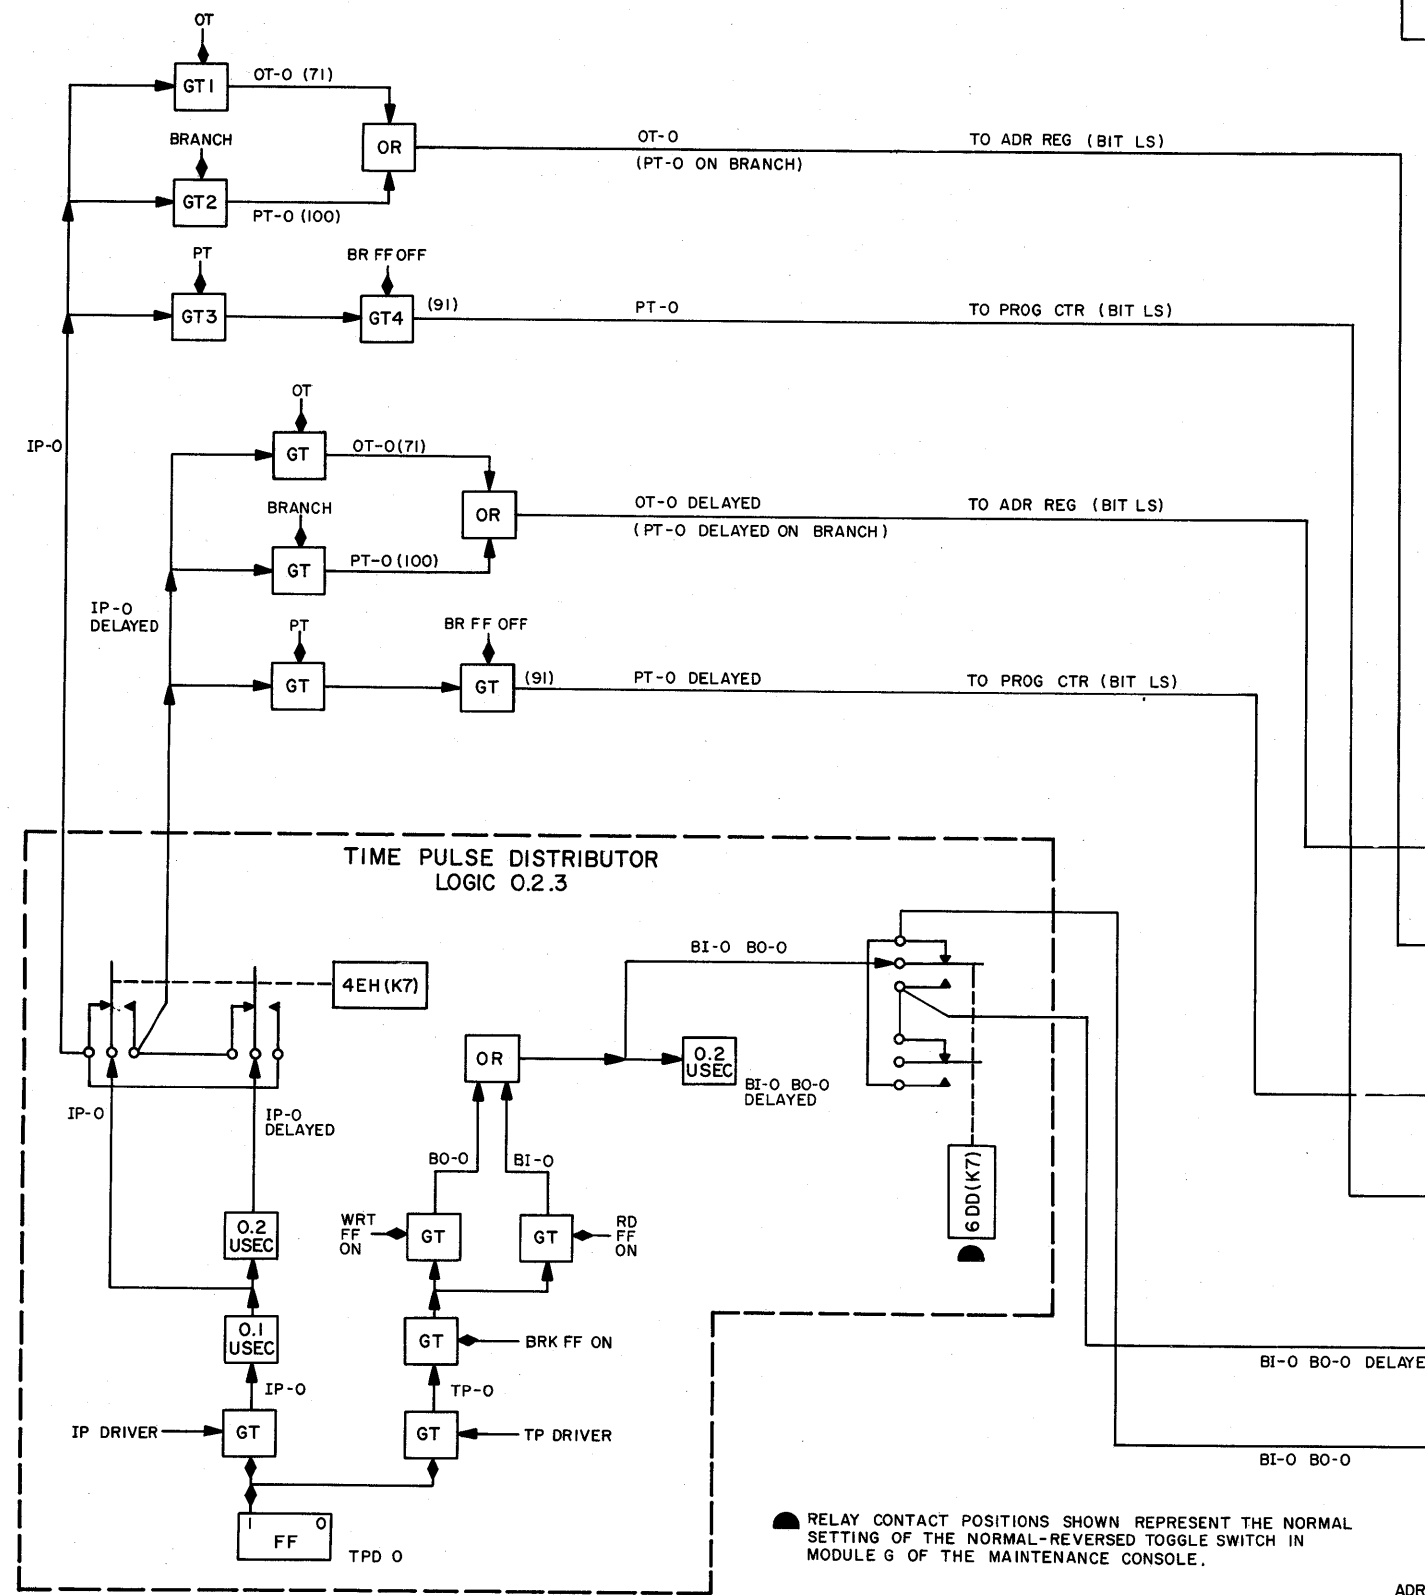 OT
GT1
OT-O (71)
BRANCH
OR
OT-O
TO ADR REG (BIT LS)
(PT-O ON BRANCH)
GT2
PT-O (100)
PT
BR FF OFF
GT3
GT4
(91)
PT-O
TO PROG CTR (BIT LS)
IP-O
OT
GT
OT-O (71)
BRANCH
OR
OT-O DELAYED
TO ADR REG (BIT LS)
(PT-O DELAYED ON BRANCH)
GT
PT-O (100)
IP-O
DELAYED
PT
BR FF OFF
GT
GT
(91)
PT-O DELAYED
TO PROG CTR (BIT LS)
TIME PULSE DISTRIBUTOR
LOGIC 0.2.3
BI-O BO-O
4EH (K7)
OR
0.2
USEC
BI-O BO-O
DELAYED
IP-O
IP-O
DELAYED
BO-O
BI-O
6DD (K7)
0.2
USEC
WRT
FF
ON
GT
GT
RD
FF
ON
0.1
USEC
GT
BRK FF ON
IP-O
TP-O
IP DRIVER
GT
GT
TP DRIVER
1 0
FF
TPD 0
BI-O BO-O DELAYE
BI-O BO-O
RELAY CONTACT POSITIONS SHOWN REPRESENT THE NORMAL
SETTING OF THE NORMAL-REVERSED TOGGLE SWITCH IN
MODULE G OF THE MAINTENANCE CONSOLE.
ADR